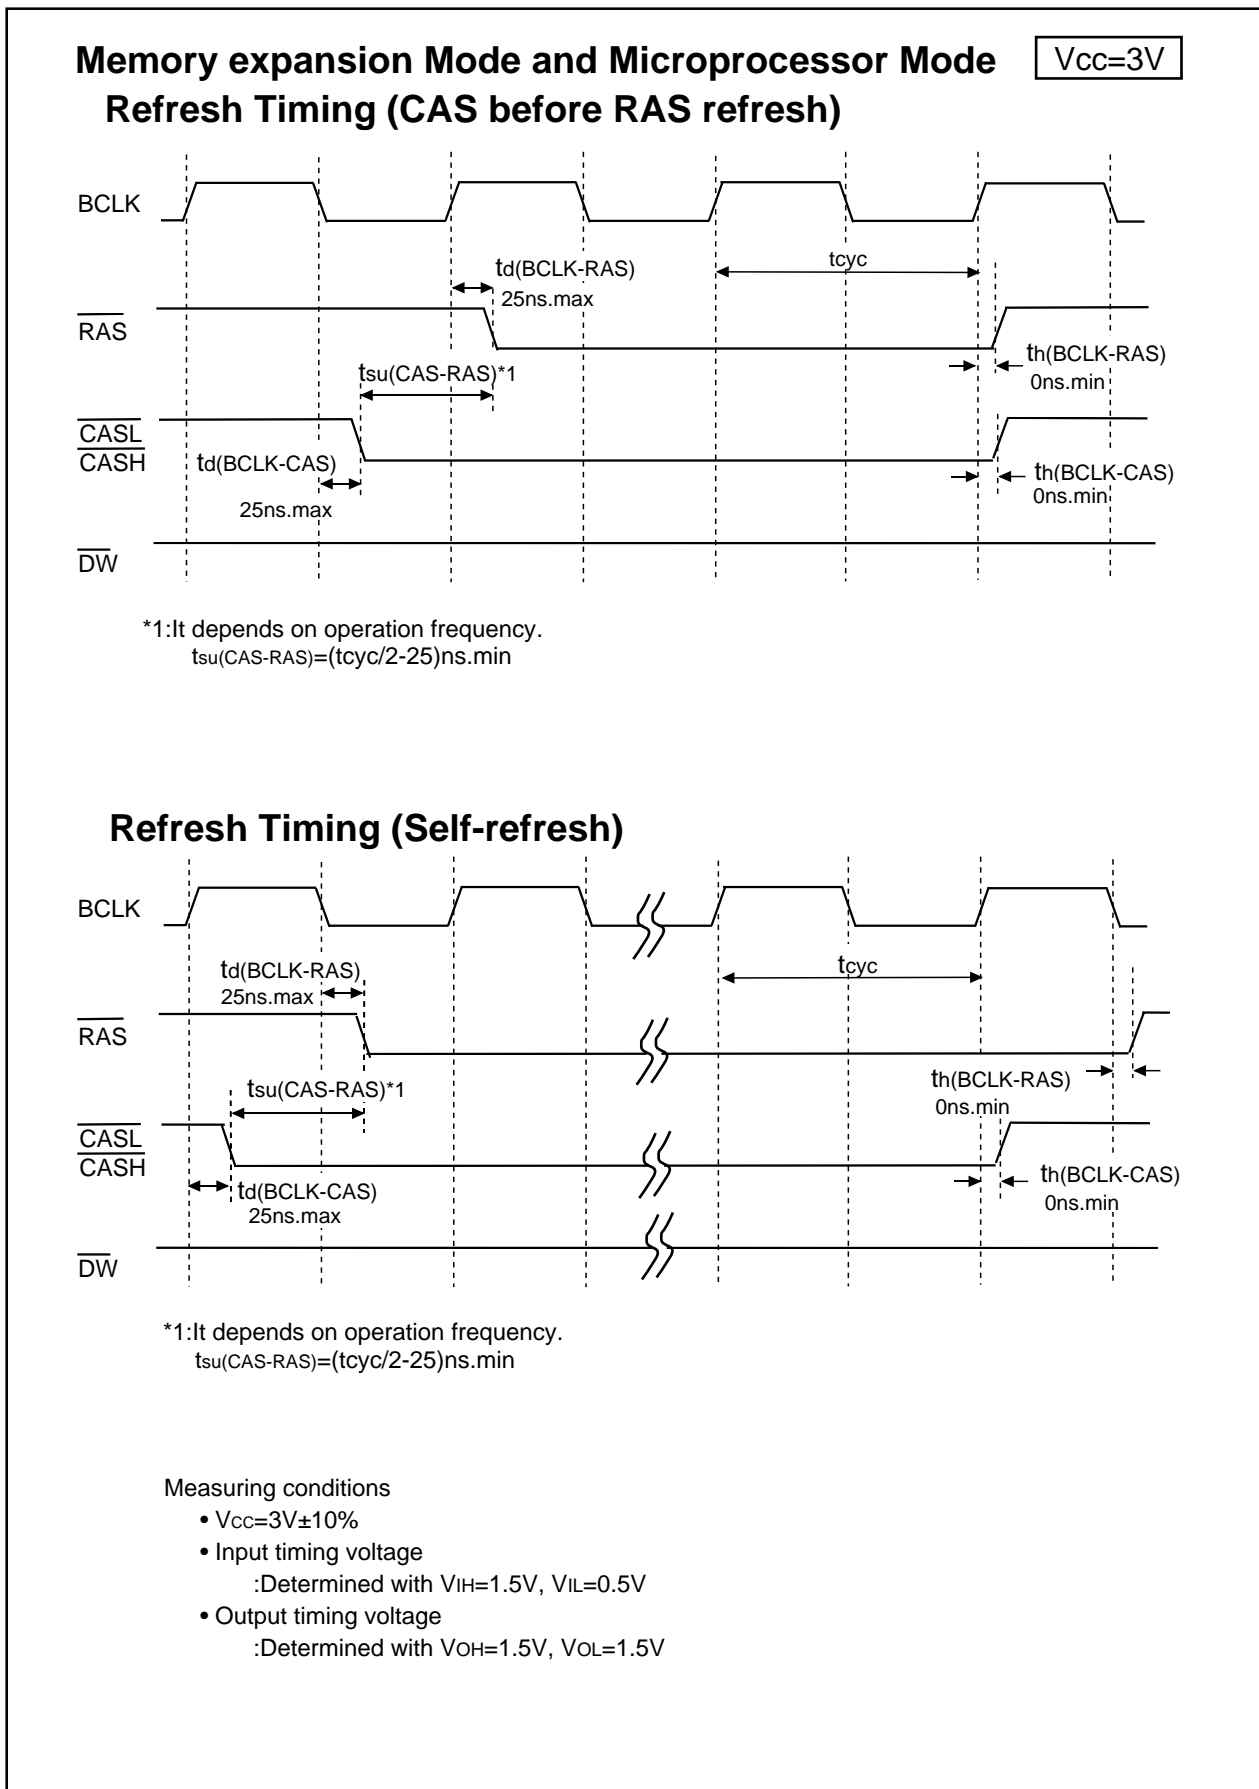 Memory expansion Mode and Microprocessor Mode
Vcc=3V
Refresh Timing (CAS before RAS refresh)
BCLK
td(BCLK-RAS)
25ns.max
tcyc
RAS
th(BCLK-RAS)
0ns.min
tsu(CAS-RAS)*1
CASL
CASH
td(BCLK-CAS)
25ns.max
th(BCLK-CAS)
0ns.min
DW
*1:It depends on operation frequency.
tsu(CAS-RAS)=(tcyc/2-25)ns.min
Refresh Timing (Self-refresh)
BCLK
td(BCLK-RAS)
25ns.max
tcyc
RAS
tsu(CAS-RAS)*1
th(BCLK-RAS)
0ns.min
CASL
CASH
td(BCLK-CAS)
25ns.max
th(BCLK-CAS)
0ns.min
DW
*1:It depends on operation frequency.
tsu(CAS-RAS)=(tcyc/2-25)ns.min
Measuring conditions
• VCC=3V±10%
• Input timing voltage
:Determined with VIH=1.5V, VIL=0.5V
• Output timing voltage
:Determined with VOH=1.5V, VOL=1.5V